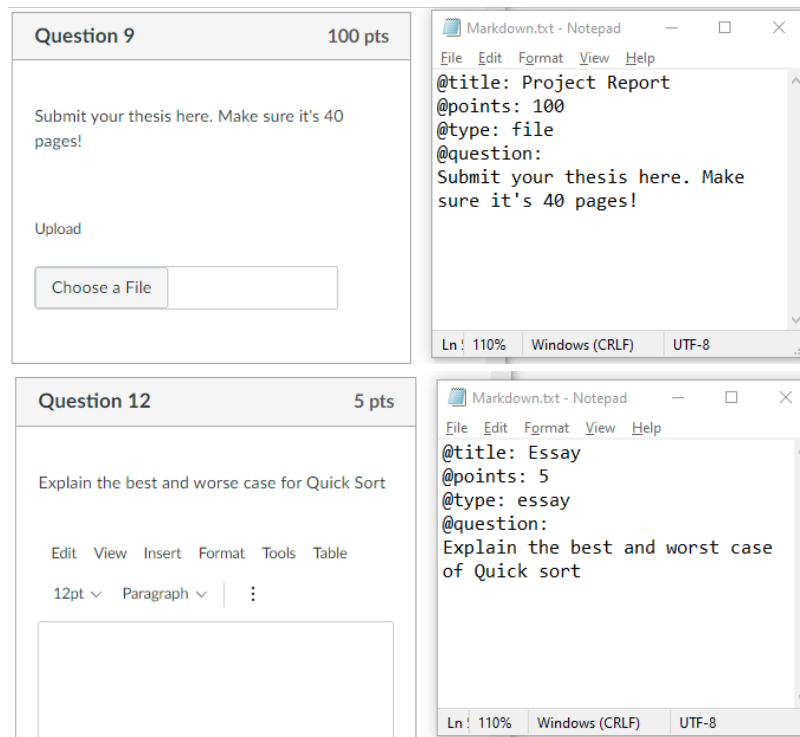 Question 9 100 pts
Submit your thesis here. Make sure it's 40
pages!
Upload
Choose a File
Markdown.txt - Notepad
File Edit Format View Help
@title: Project Report
@points: 100
@type: file
@question:
Submit your thesis here. Make
sure it's 40 pages!
110% Windows (CRLF) UTF-8
Question 12 5 pts
Explain the best and worse case for Quick Sort
Edit View Insert Format Tools Table
12pt Paragraph
Markdown.txt - Notepad
File Edit Format View Help
@title: Essay
@points: 5
@type: essay
@question:
Explain the best and worst case
of Quick sort
Ln 110% Windows (CRLF) UTF-8